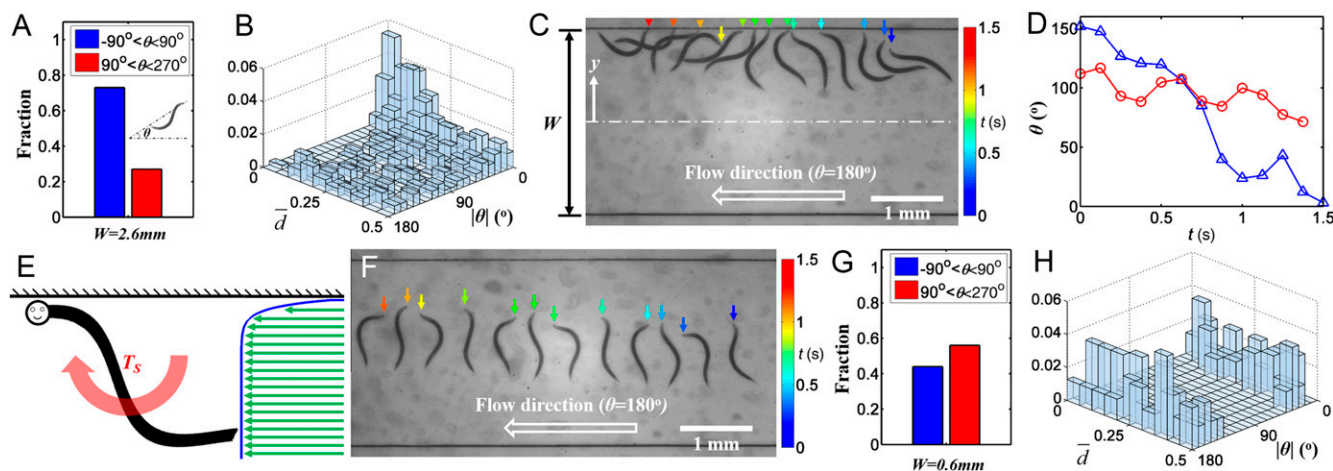 A
-90°<θ<90°
90°<θ<270°
1
0.8
0.6
0.4
0.2
0
Fraction
θ
W=2.6mm
B
0.06
0.04
0.02
0
0
0.25
0.5
d̅
180
90
0
|θ| (°)
C
W
y
Flow direction (θ=180°)
1 mm
1.5
1
t (s)
0.5
0
D
150
100
50
0
θ (°)
0
0.5
1
1.5
t (s)
E
T_S
F
Flow direction (θ=180°)
1 mm
1.5
1
t (s)
0.5
0
G
-90°<θ<90°
90°<θ<270°
1
0.8
0.6
0.4
0.2
0
Fraction
W=0.6mm
H
0.06
0.04
0.02
0
0
0.25
0.5
d̅
180
90
0
|θ| (°)